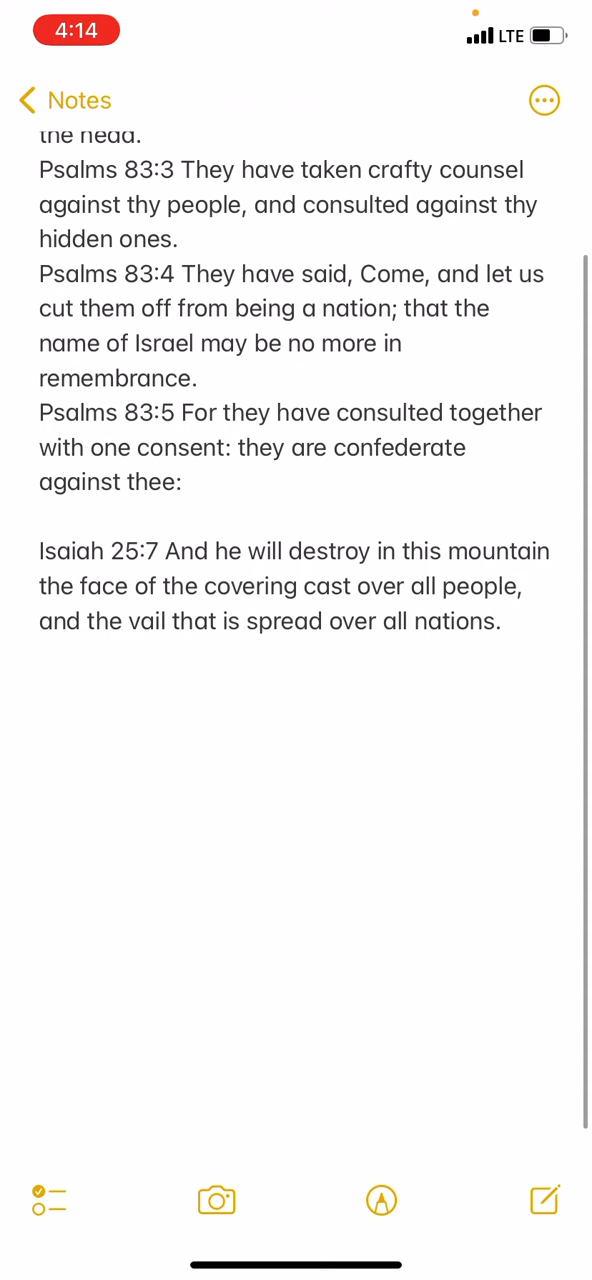 4:14
LTE
Notes
the head.
Psalms 83:3 They have taken crafty counsel
against thy people, and consulted against thy
hidden ones.
Psalms 83:4 They have said, Come, and let us
cut them off from being a nation; that the
name of Israel may be no more in
remembrance.
Psalms 83:5 For they have consulted together
with one consent: they are confederate
against thee:
Isaiah 25:7 And he will destroy in this mountain
the face of the covering cast over all people,
and the vail that is spread over all nations.